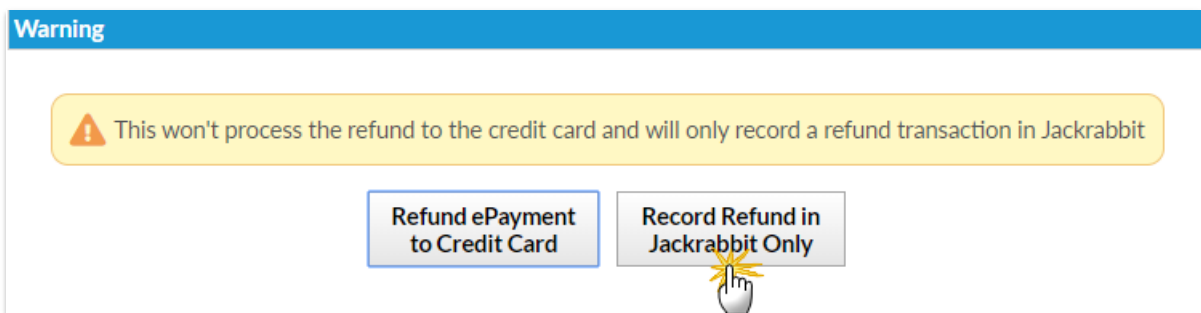 Warning
This won't process the refund to the credit card and will only record a refund transaction in Jackrabbit
Refund ePayment
to Credit Card
Record Refund in
Jackrabbit Only